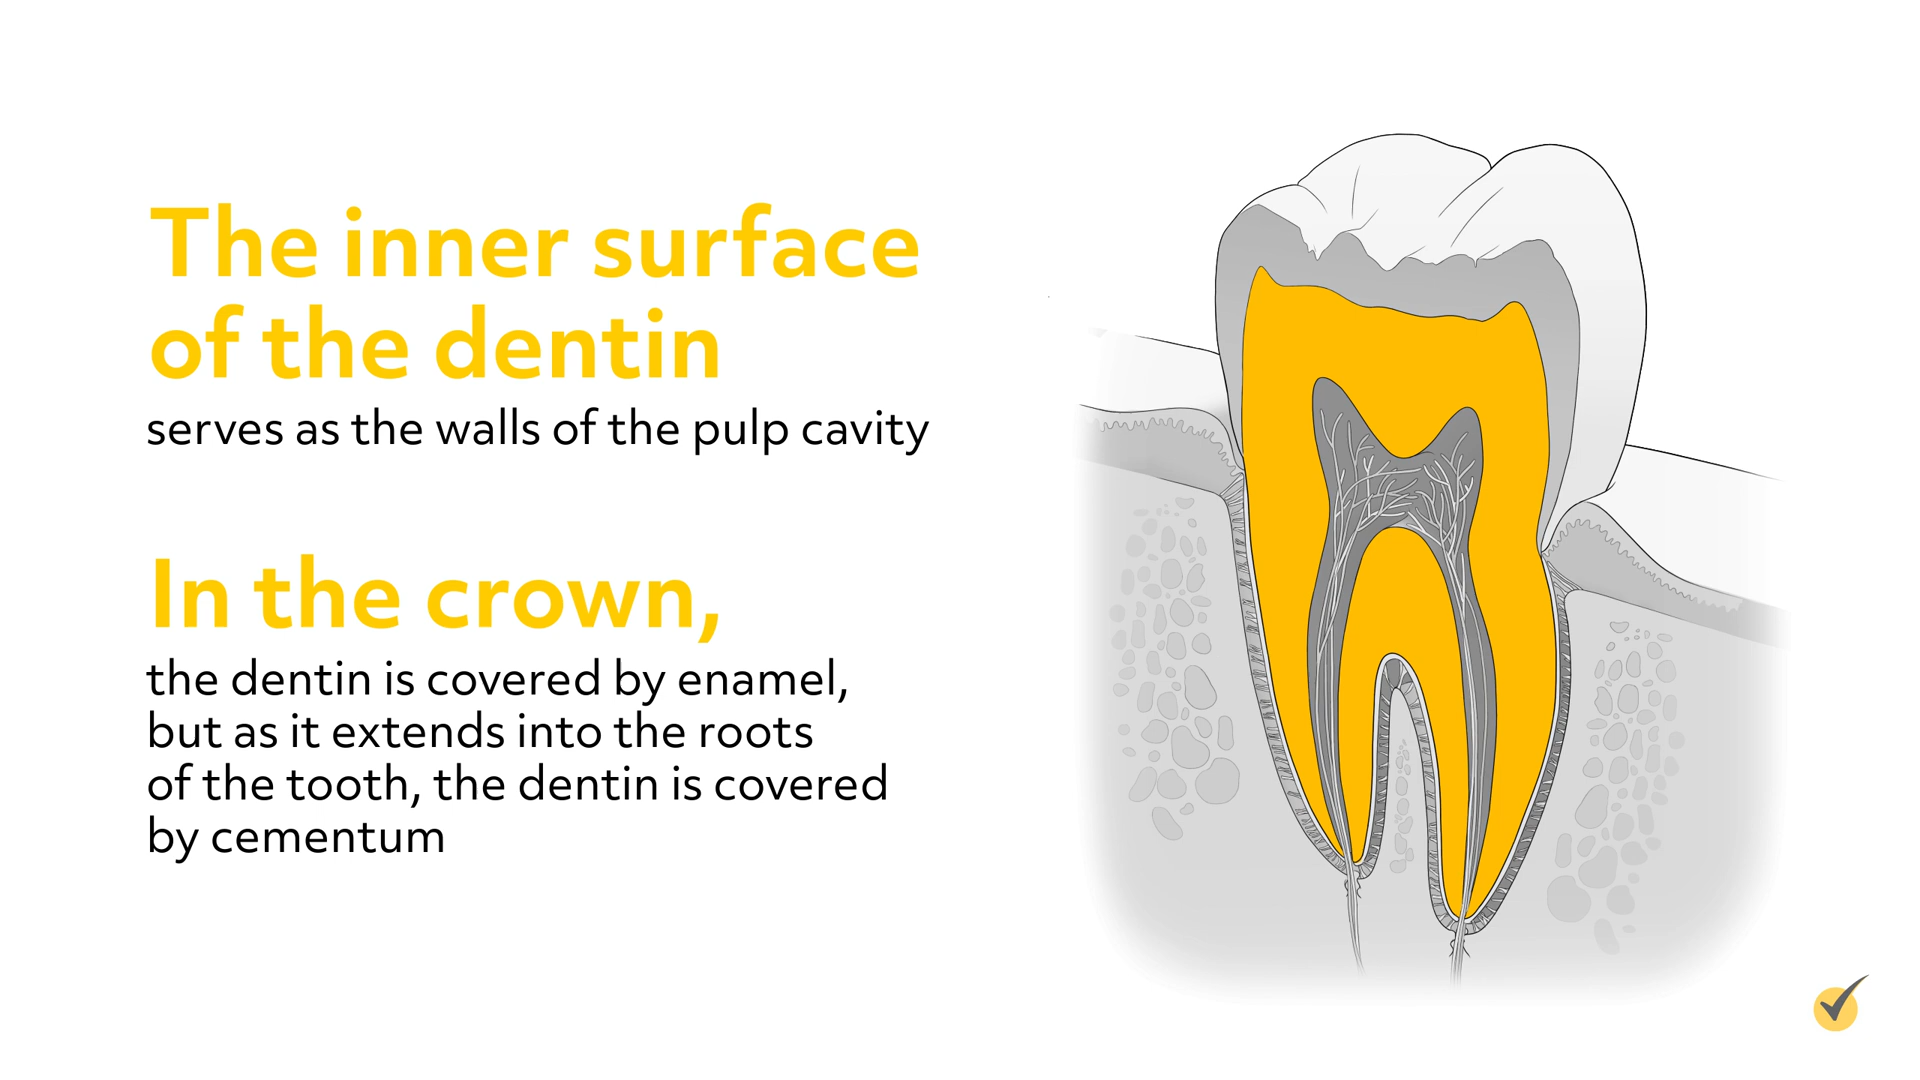 The inner surface
of the dentin
serves as the walls of the pulp cavity
In the crown,
the dentin is covered by enamel,
but as it extends into the roots
of the tooth, the dentin is covered
by cementum